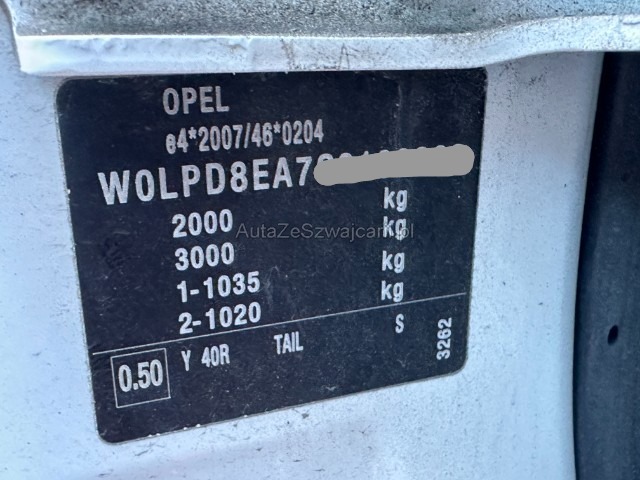 OPEL
e4*2007/46*0204
W0LPD8EA7
2000 kg
3000 kg
1-1035 kg
2-1020 kg
0.50 Y 40R TAIL S 3262
AutaZeSzwajcarii.pl